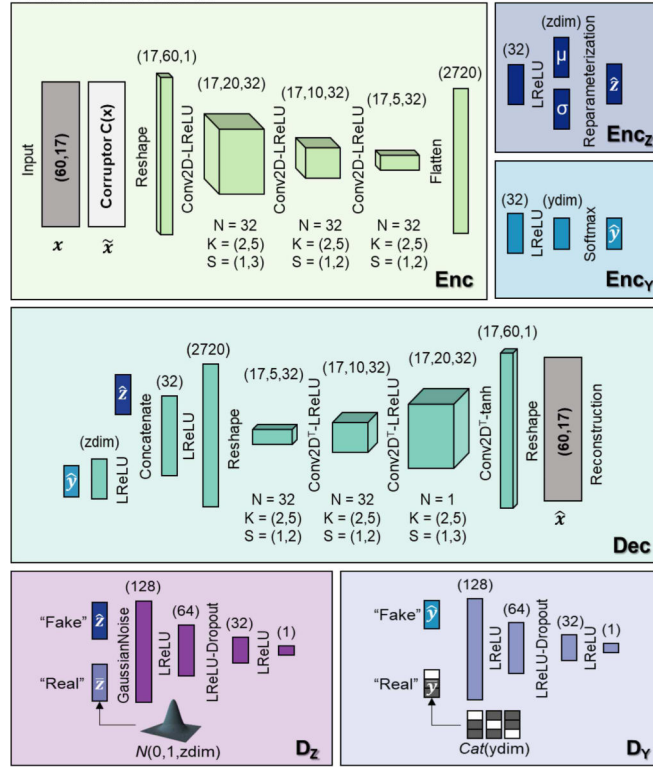 Input
(60,17)
x
Corruptor C(x)
x̃
Reshape
(17,60,1)
Conv2D-LReLU
(17,20,32)
N = 32
K = (2,5)
S = (1,3)
Conv2D-LReLU
(17,10,32)
N = 32
K = (2,5)
S = (1,2)
Conv2D-LReLU
(17,5,32)
N = 32
K = (2,5)
S = (1,2)
Flatten
(2720)
Enc
(32)
LReLU
(zdim)
μ
σ
Reparameterization
ẑ
Enc_Z
(32)
LReLU
(ydim)
Softmax
ŷ
Enc_Y
ŷ
(zdim)
LReLU
ẑ
Concatenate
(32)
LReLU
(2720)
Reshape
(17,5,32)
N = 32
K = (2,5)
S = (1,2)
Conv2Dᵀ-LReLU
(17,10,32)
N = 32
K = (2,5)
S = (1,2)
Conv2Dᵀ-LReLU
(17,20,32)
N = 1
K = (2,5)
S = (1,3)
Conv2Dᵀ-tanh
(17,60,1)
Reshape
(60,17)
x̂
Reconstruction
Dec
"Fake"
ẑ
"Real"
z̄
GaussianNoise
(128)
LReLU
(64)
LReLU-Dropout
(32)
LReLU
(1)
N(0,1,zdim)
D_Z
"Fake"
ŷ
"Real"
y
(128)
LReLU
(64)
LReLU-Dropout
(32)
LReLU
(1)
Cat(ydim)
D_Y